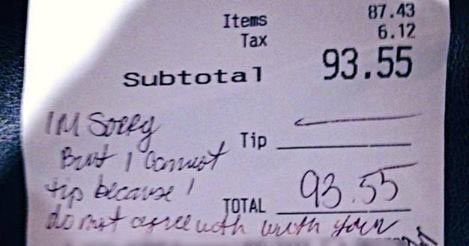 Items 87.43
Tax 6.12
Subtotal 93.55
Tip
TOTAL 93.55
I'M Sorry
But I cannot
tip because I
do not agree with with your